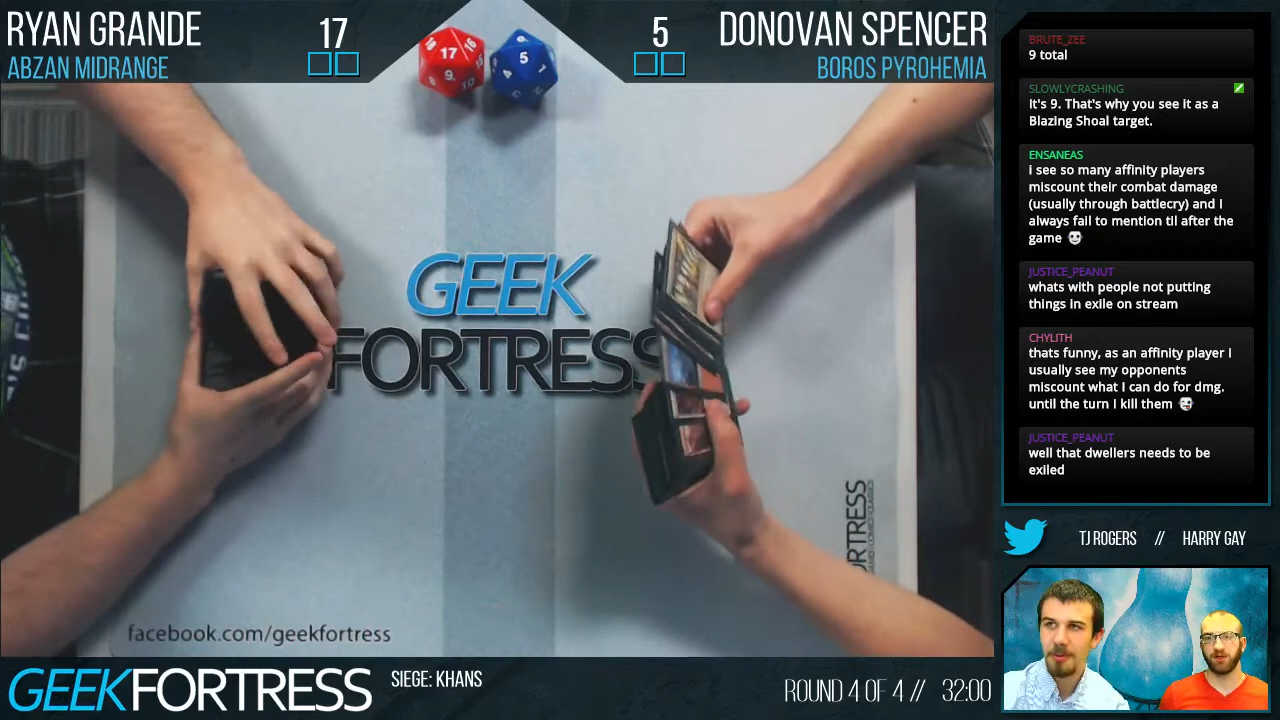 RYAN GRANDE
17
5
DONOVAN SPENCER
ABZAN MIDRANGE
BOROS PYROHEMIA
17
5
GEEK
FORTRESS
FORTRESS
facebook.com/geekfortress
GEEKFORTRESS
SIEGE: KHANS
ROUND 4 OF 4 // 32:00
BRUTE_ZEE
9 total
SLOWLYCRASHING
It's 9. That's why you see it as a
Blazing Shoal target.
ENSANEAS
I see so many affinity players
miscount their combat damage
(usually through battlecry) and I
always fail to mention til after the
game
JUSTICE_PEANUT
whats with people not putting
things in exile on stream
CHYLITH
thats funny, as an affinity player I
usually see my opponents
miscount what I can do for dmg.
until the turn I kill them
JUSTICE_PEANUT
well that dwellers needs to be
exiled
TJ ROGERS // HARRY GAY